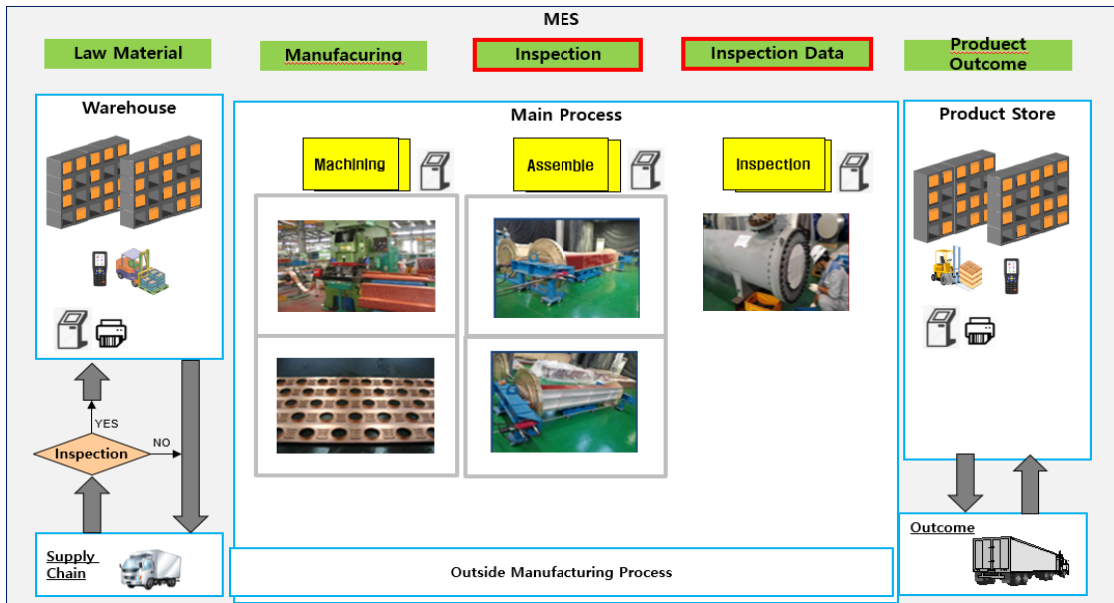 MES
Law Material
Manufacuring
Inspection
Inspection Data
Produect
Outcome
Warehouse
Main Process
Product Store
Machining
Assemble
Inspection
YES
Inspection
NO
Supply
Chain
Outside Manufacturing Process
Outcome